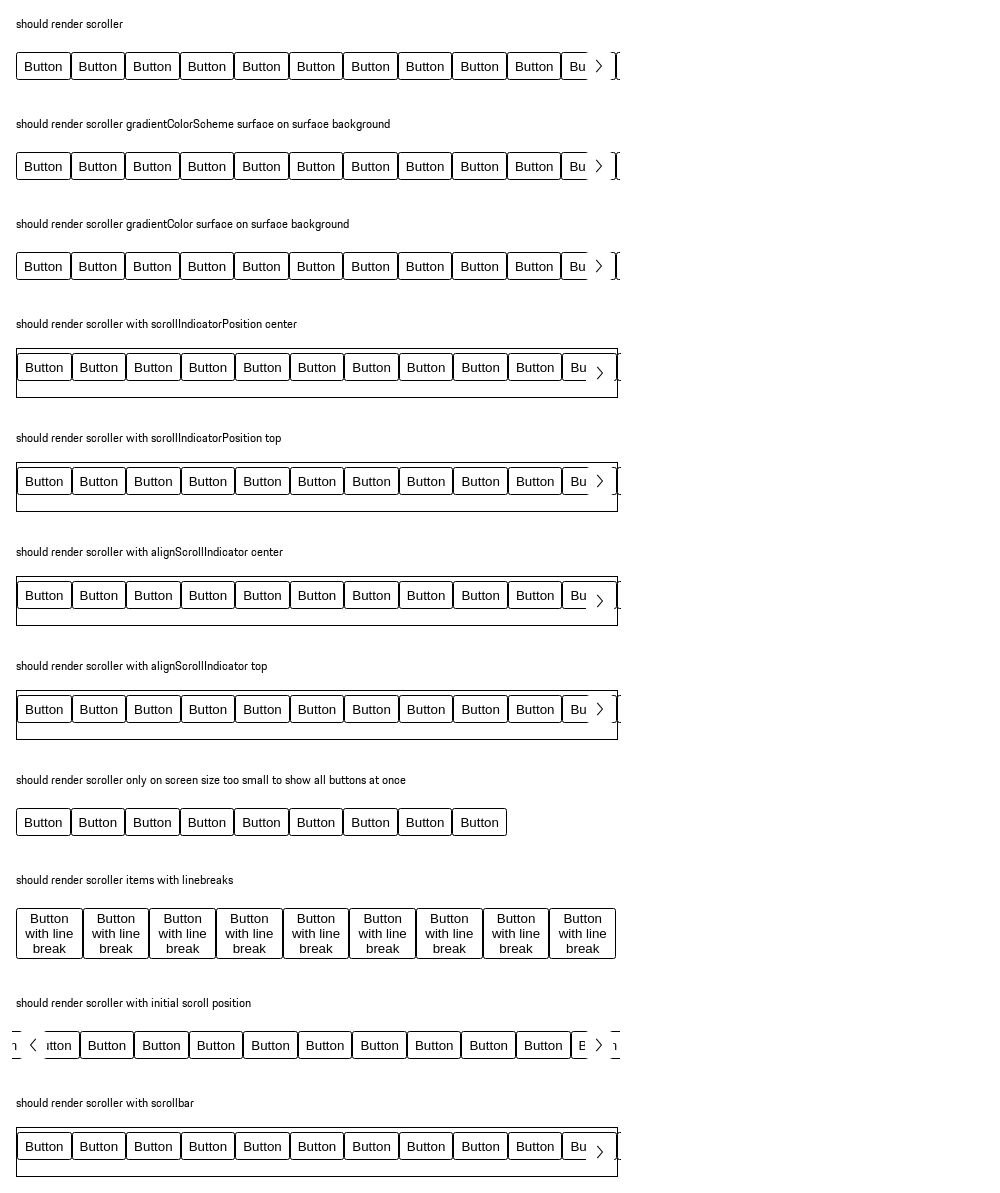 should render scroller
Button Button Button Button Button Button Button Button Button Button Bu
should render scroller gradientColorScheme surface on surface background
Button Button Button Button Button Button Button Button Button Button Bu
should render scroller gradientColor surface on surface background
Button Button Button Button Button Button Button Button Button Button Bu
should render scroller with scrollIndicatorPosition center
Button Button Button Button Button Button Button Button Button Button Bu
should render scroller with scrollIndicatorPosition top
Button Button Button Button Button Button Button Button Button Button Bu
should render scroller with alignScrollIndicator center
Button Button Button Button Button Button Button Button Button Button Bu
should render scroller with alignScrollIndicator top
Button Button Button Button Button Button Button Button Button Button Bu
should render scroller only on screen size too small to show all buttons at once
Button Button Button Button Button Button Button Button Button
should render scroller items with linebreaks
Button Button Button Button Button Button Button Button Button
with line with line with line with line with line with line with line with line with line
break break break break break break break break break
should render scroller with initial scroll position
n utton Button Button Button Button Button Button Button Button Button B n
should render scroller with scrollbar
Button Button Button Button Button Button Button Button Button Button Bu